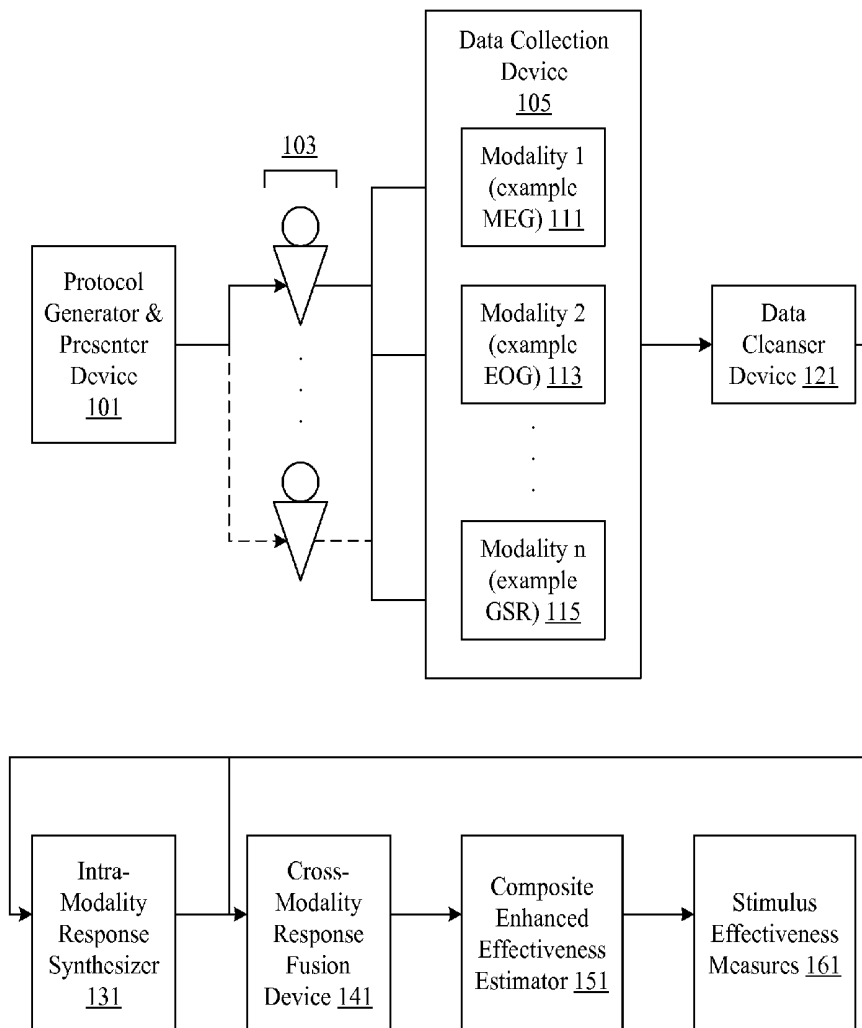 Data Collection
Device
105
103
Modality 1
(example
MEG) 111
Protocol
Generator &
Presenter
Device
101
Modality 2
(example
EOG) 113
Data
Cleanser
Device 121
Modality n
(example
GSR) 115
Intra-
Modality
Response
Synthesizer
131
Cross-
Modality
Response
Fusion
Device 141
Composite
Enhanced
Effectiveness
Estimator 151
Stimulus
Effectiveness
Measures 161